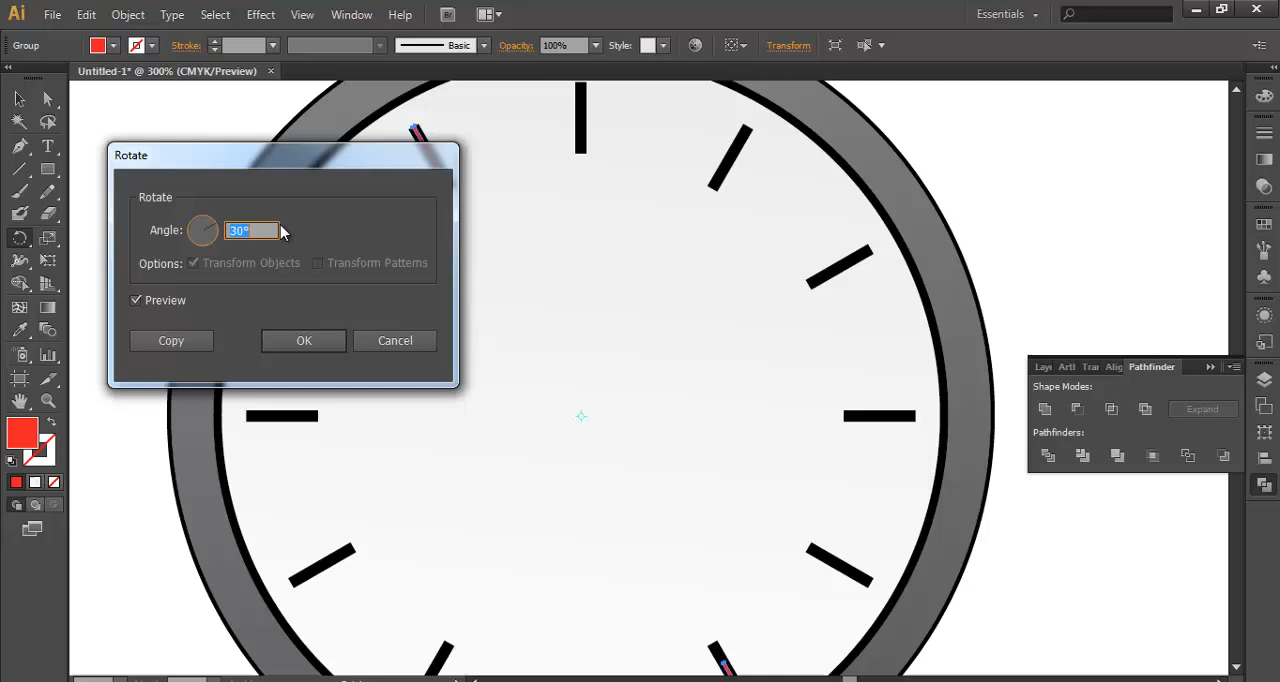 Ai File Edit Object Type Select Effect View Window Help Br Essentials
Group Stroke: Basic Opacity: 100% Style: Transform
Untitled-1* @ 300% (CMYK/Preview) ×
Rotate
Rotate
Angle: 30°
Options: Transform Objects Transform Patterns
Preview
Copy OK Cancel
Pathfinder
Shape Modes:
Expand
Pathfinders: